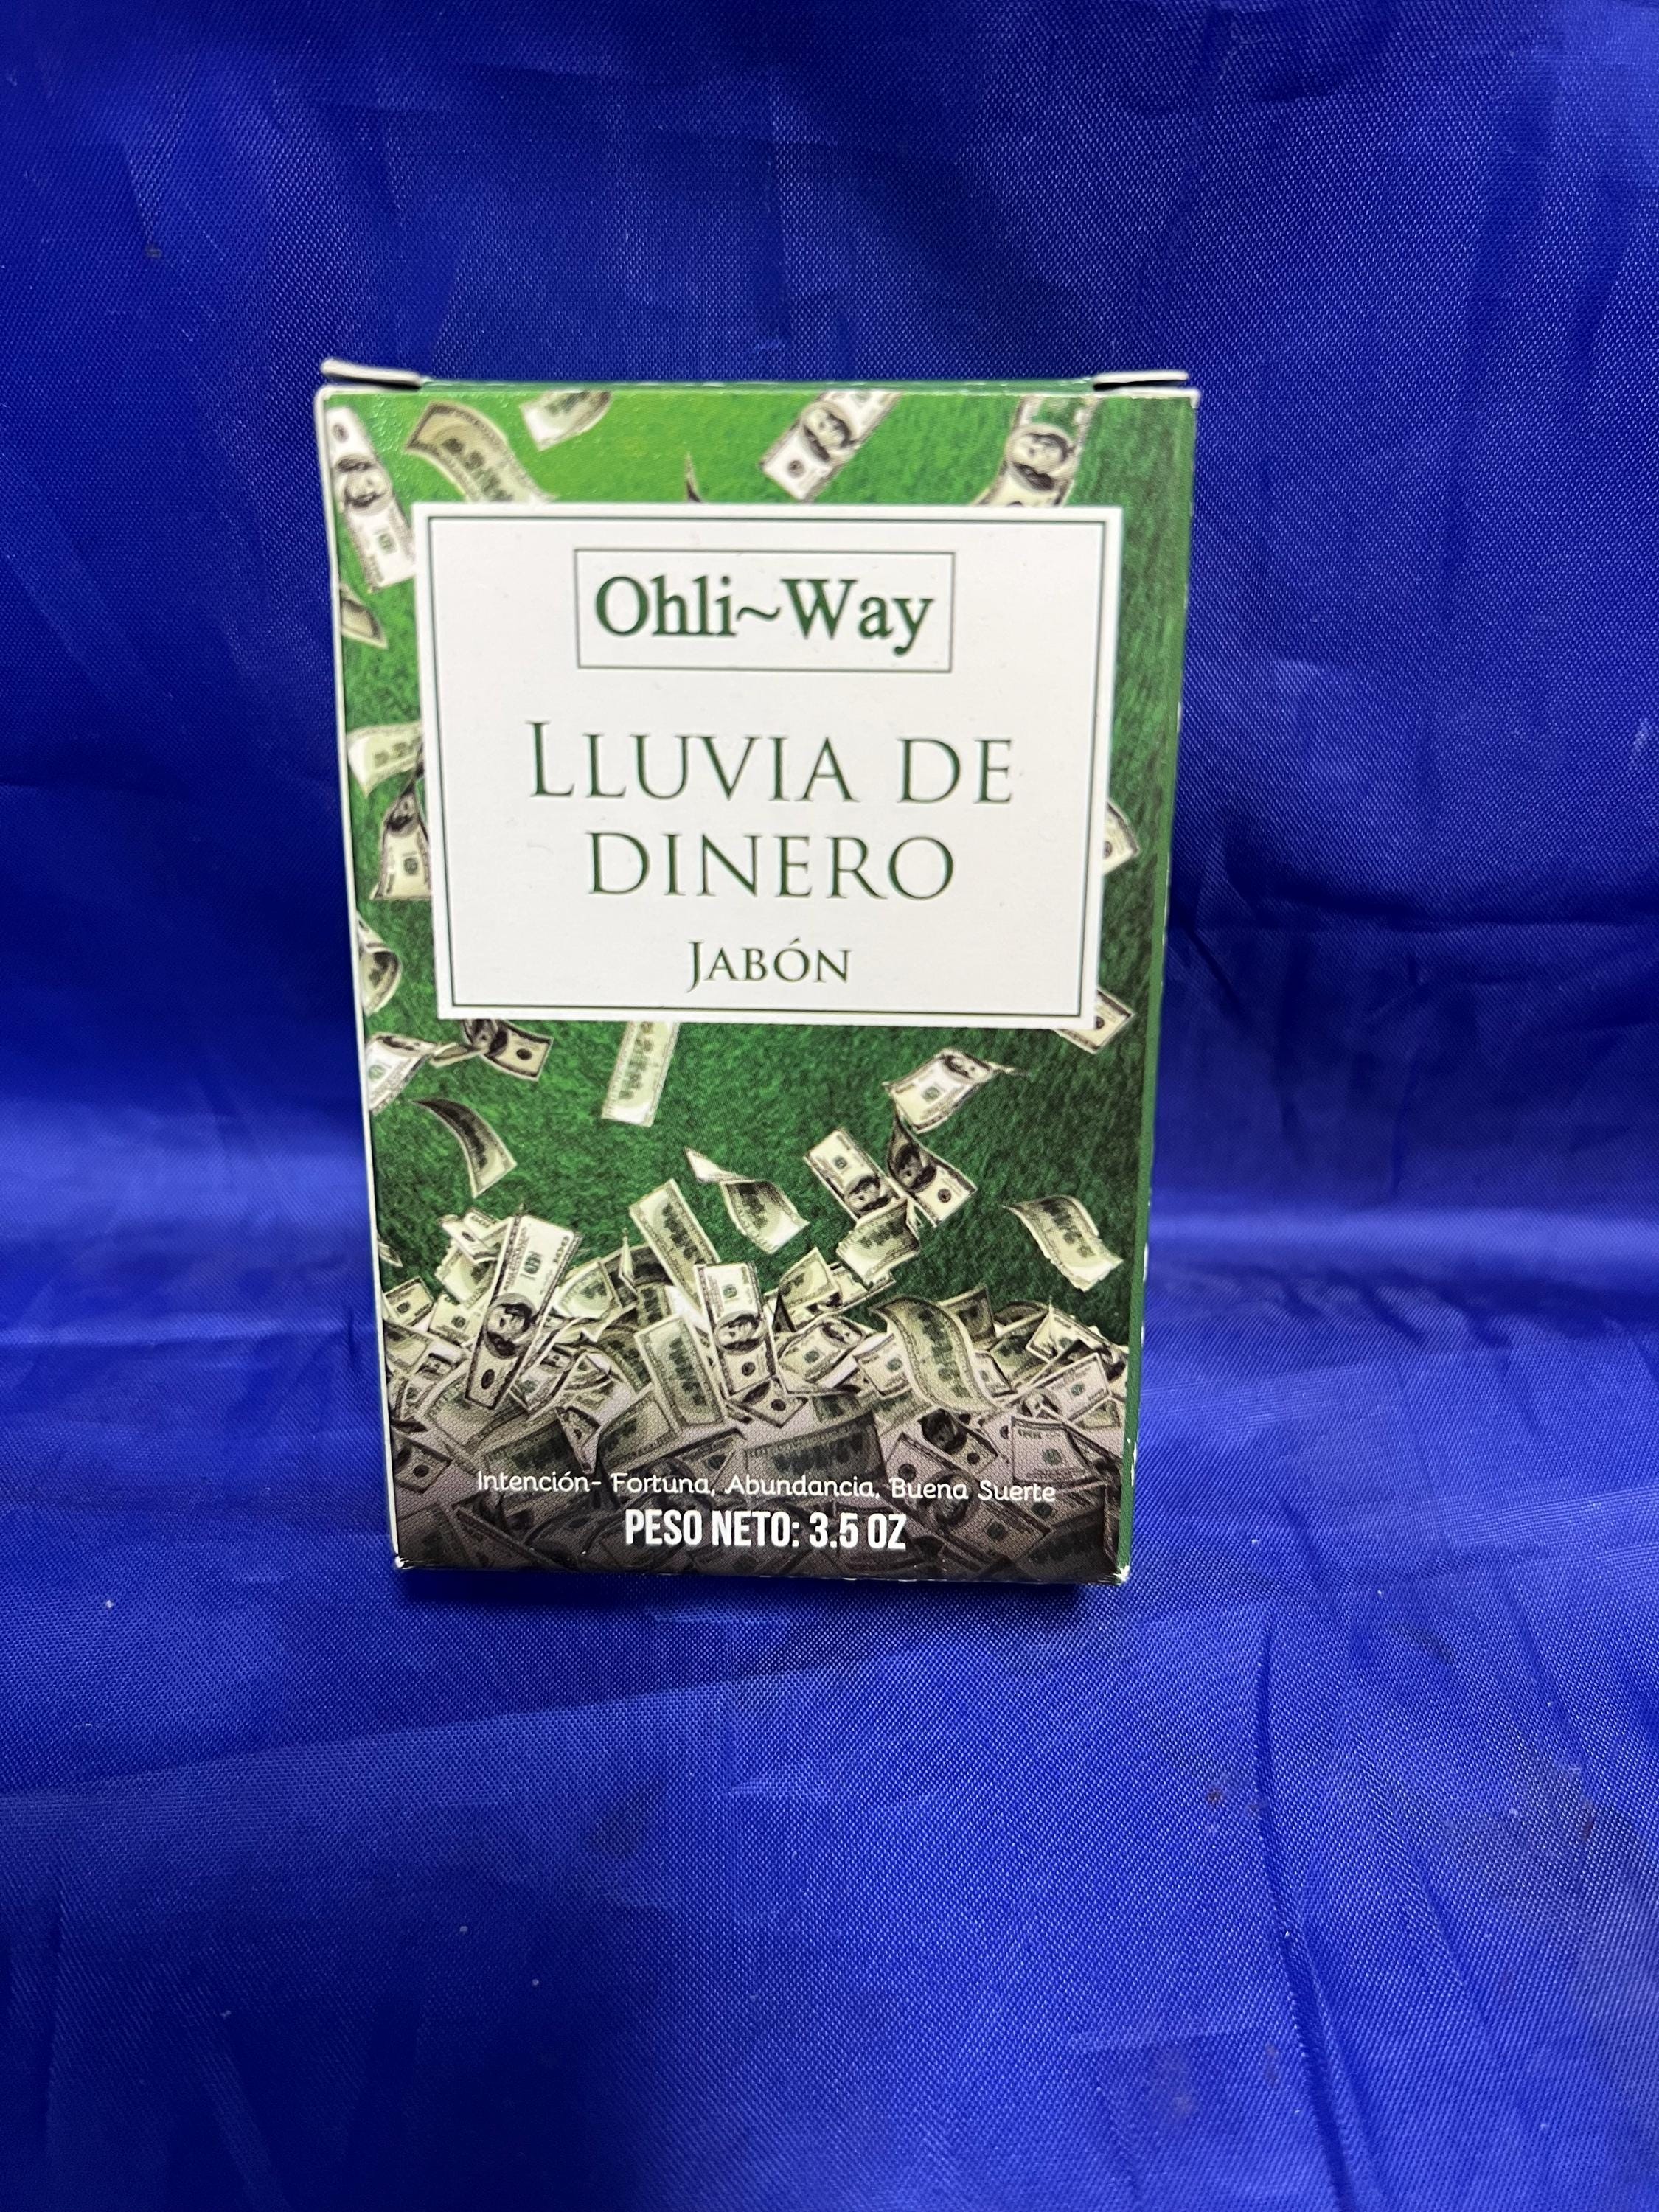 Ohli~Way
LLUVIA DE
DINERO
JABÓN
Intención- Fortuna, Abundancia, Buena Suerte
PESO NETO: 3.5 OZ